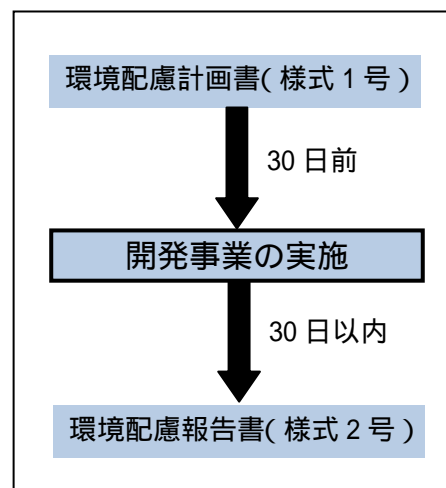 環境配慮計画書(様式1号)
30日前
開発事業の実施
30日以内
環境配慮報告書(様式2号)